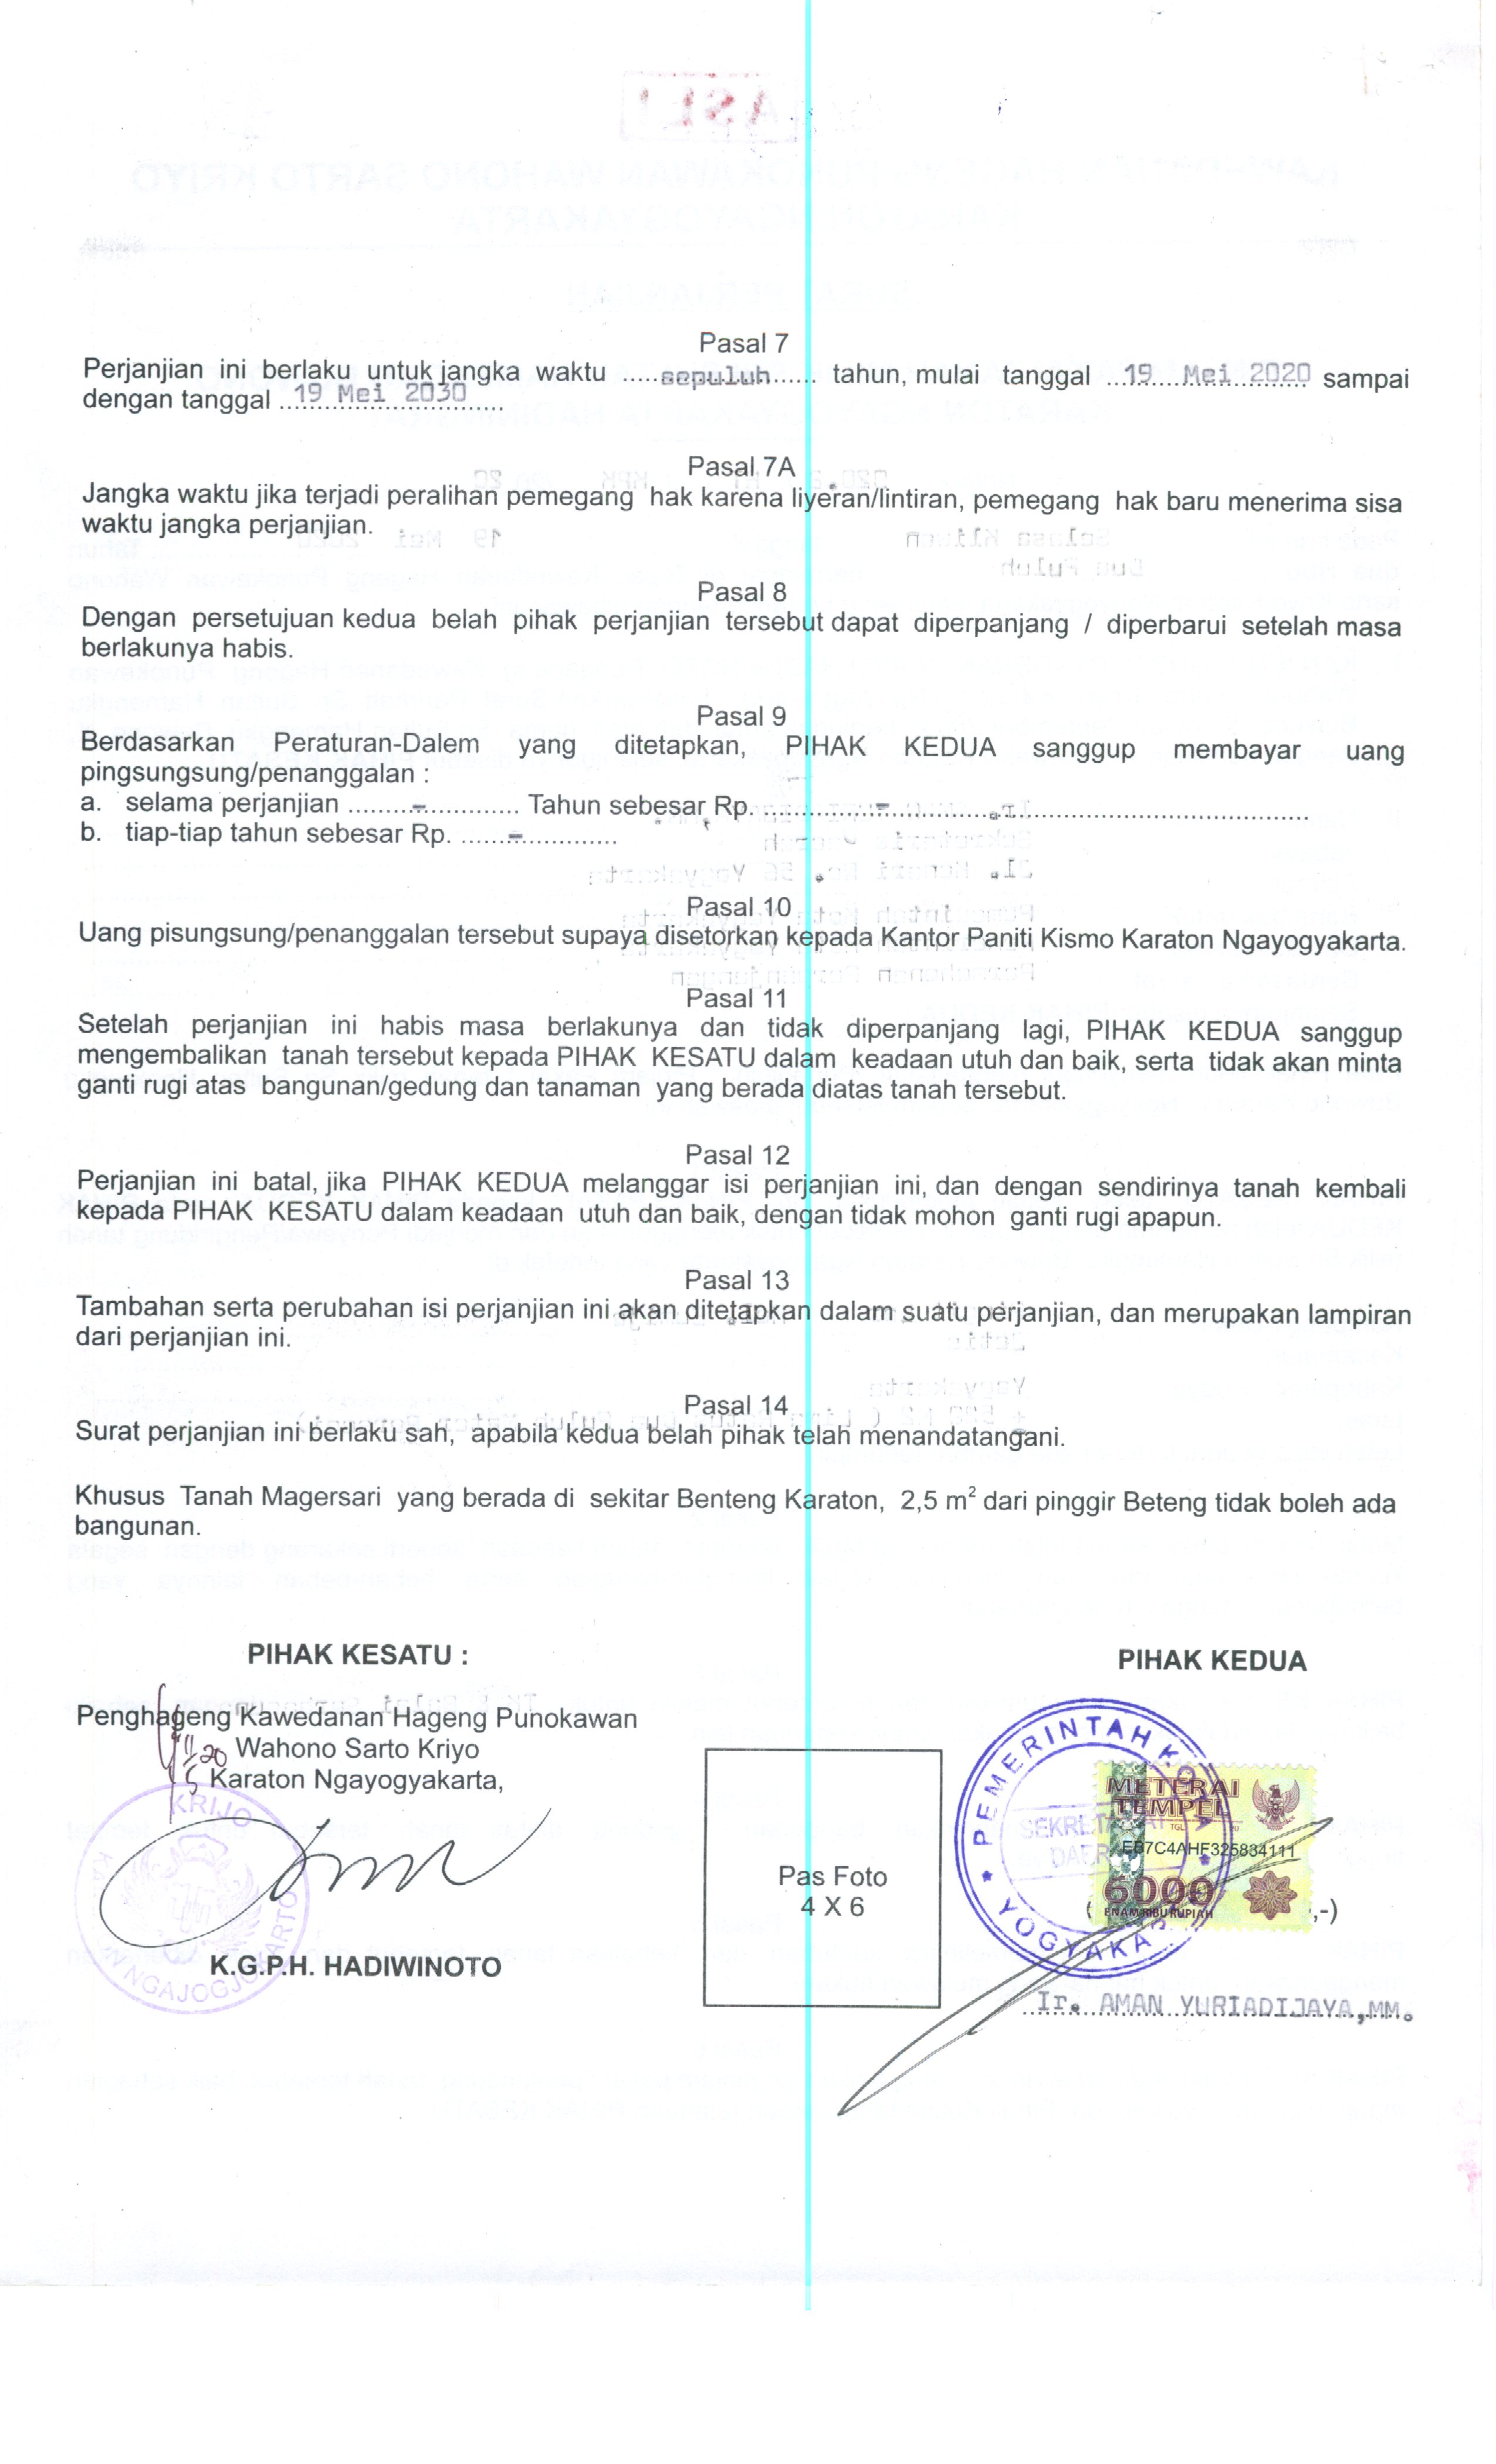 Pasal 7
Perjanjian ini berlaku untuk jangka waktu .....sepuluh...... tahun, mulai tanggal ..19....Mei..2020 sampai
dengan tanggal ..19 Mei 2030......
Pasal 7A
Jangka waktu jika terjadi peralihan pemegang hak karena liyeran/lintiran, pemegang hak baru menerima sisa
waktu jangka perjanjian.
Pasal 8
Dengan persetujuan kedua belah pihak perjanjian tersebut dapat diperpanjang / diperbarui setelah masa
berlakunya habis.
Pasal 9
Berdasarkan Peraturan-Dalem yang ditetapkan, PIHAK KEDUA sanggup membayar uang
pingsungsung/penanggalan :
a. selama perjanjian ........-........... Tahun sebesar Rp...............-..........................................
b. tiap-tiap tahun sebesar Rp. ......-............
Pasal 10
Uang pisungsung/penanggalan tersebut supaya disetorkan kepada Kantor Paniti Kismo Karaton Ngayogyakarta.
Pasal 11
Setelah perjanjian ini habis masa berlakunya dan tidak diperpanjang lagi, PIHAK KEDUA sanggup
mengembalikan tanah tersebut kepada PIHAK KESATU dalam keadaan utuh dan baik, serta tidak akan minta
ganti rugi atas bangunan/gedung dan tanaman yang berada diatas tanah tersebut.
Pasal 12
Perjanjian ini batal, jika PIHAK KEDUA melanggar isi perjanjian ini, dan dengan sendirinya tanah kembali
kepada PIHAK KESATU dalam keadaan utuh dan baik, dengan tidak mohon ganti rugi apapun.
Pasal 13
Tambahan serta perubahan isi perjanjian ini akan ditetapkan dalam suatu perjanjian, dan merupakan lampiran
dari perjanjian ini.
Pasal 14
Surat perjanjian ini berlaku sah, apabila kedua belah pihak telah menandatangani.
Khusus Tanah Magersari yang berada di sekitar Benteng Karaton, 2,5 m² dari pinggir Beteng tidak boleh ada
bangunan.
PIHAK KESATU :
Penghageng Kawedanan Hageng Punokawan
Wahono Sarto Kriyo
Karaton Ngayogyakarta,
KRIJO
NGAJOGJOKARTO
K.G.P.H. HADIWINOTO
Pas Foto
4 X 6
PIHAK KEDUA
PEMERINTAH KOTA
YOGYAKARTA
SEKRETARIAT
DAERAH
METERAI
TEMPEL
TGL
EB7C4AHF325834111
6000
ENAM RIBU RUPIAH
( ,-)
Ir. AMAN YURIADIJAYA,MM.